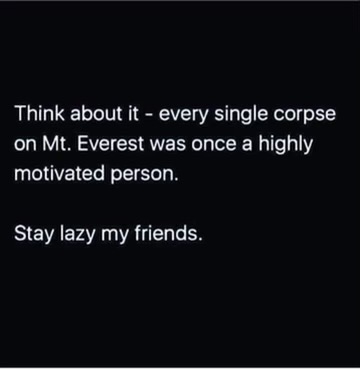 Think about it - every single corpse
on Mt. Everest was once a highly
motivated person.
Stay lazy my friends.